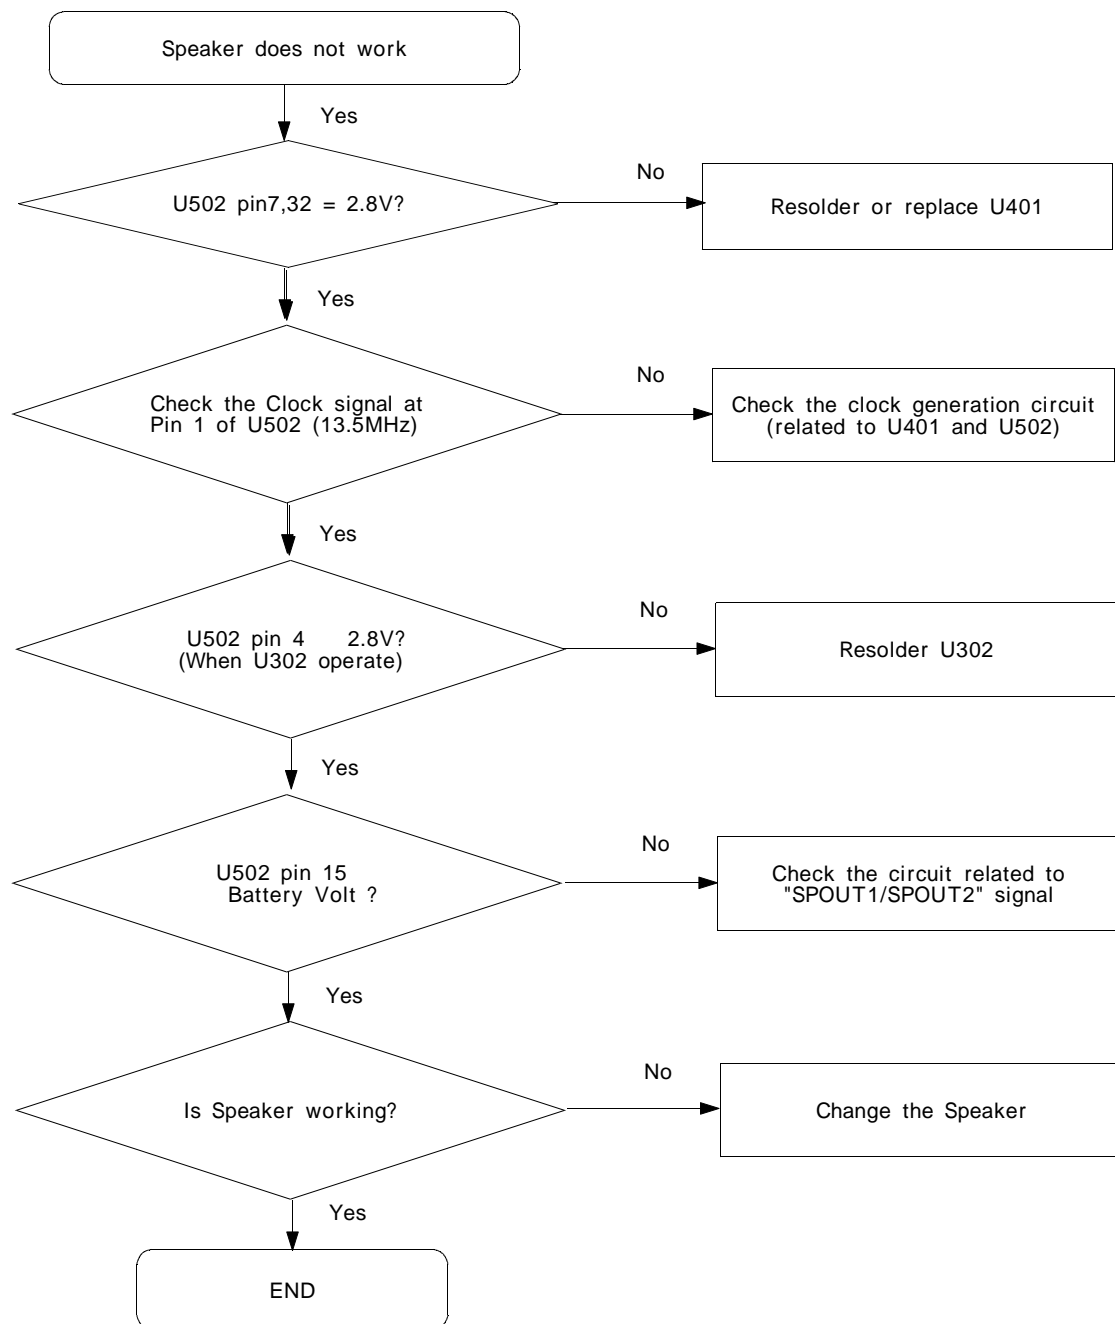 Speaker does not work
Yes
No
U502 pin7,32 = 2.8V?
Resolder or replace U401
Yes
No
Check the Clock signal at
Pin 1 of U502 (13.5MHz)
Check the clock generation circuit
(related to U401 and U502)
Yes
No
U502 pin 4 2.8V?
(When U302 operate)
Resolder U302
Yes
No
U502 pin 15
Battery Volt ?
Check the circuit related to
"SPOUT1/SPOUT2" signal
Yes
No
Is Speaker working?
Change the Speaker
Yes
END